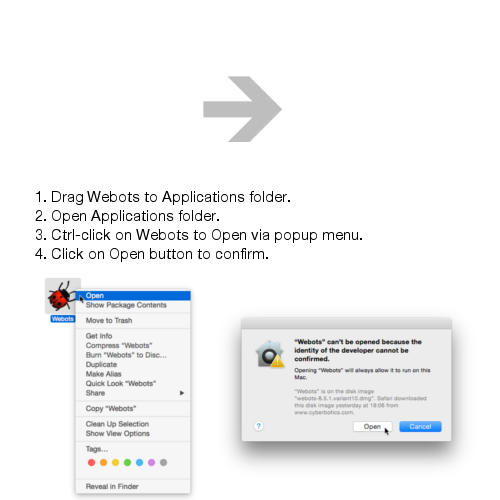 1. Drag Webots to Applications folder.
2. Open Applications folder.
3. Ctrl-click on Webots to Open via popup menu.
4. Click on Open button to confirm.
Webots
Open
Show Package Contents
Move to Trash
Get Info
Compress "Webots"
Burn "Webots" to Disc...
Duplicate
Make Alias
Quick Look "Webots"
Share
Copy "Webots"
Clean Up Selection
Show View Options
Tags...
Reveal in Finder
"Webots" can't be opened because the
identity of the developer cannot be
confirmed.
Opening "Webots" will always allow it to run on this
Mac.
"Webots" is on the disk image
"webots-8.5.1.variant10.dmg". Safari downloaded
this disk image yesterday at 18:06 from
www.cyberbotics.com.
?
Open
Cancel